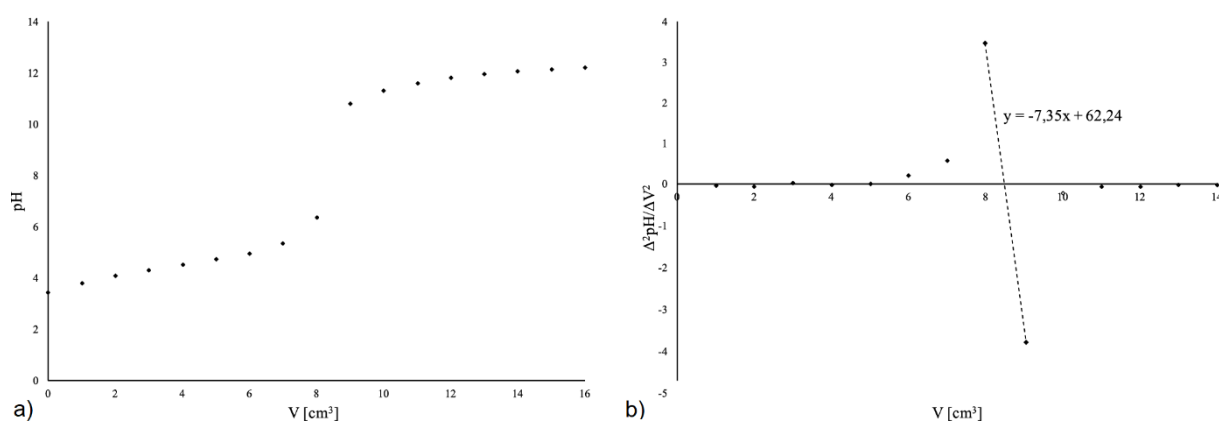 14
12
10
8
6
4
2
0
pH
0 2 4 6 8 10 12 14 16
V [cm³]
a)
4
3
2
1
0
-1
-2
-3
-4
-5
Δ²pH/ΔV²
y = -7,35x + 62,24
0 2 4 6 8 10 12 14
V [cm³]
b)